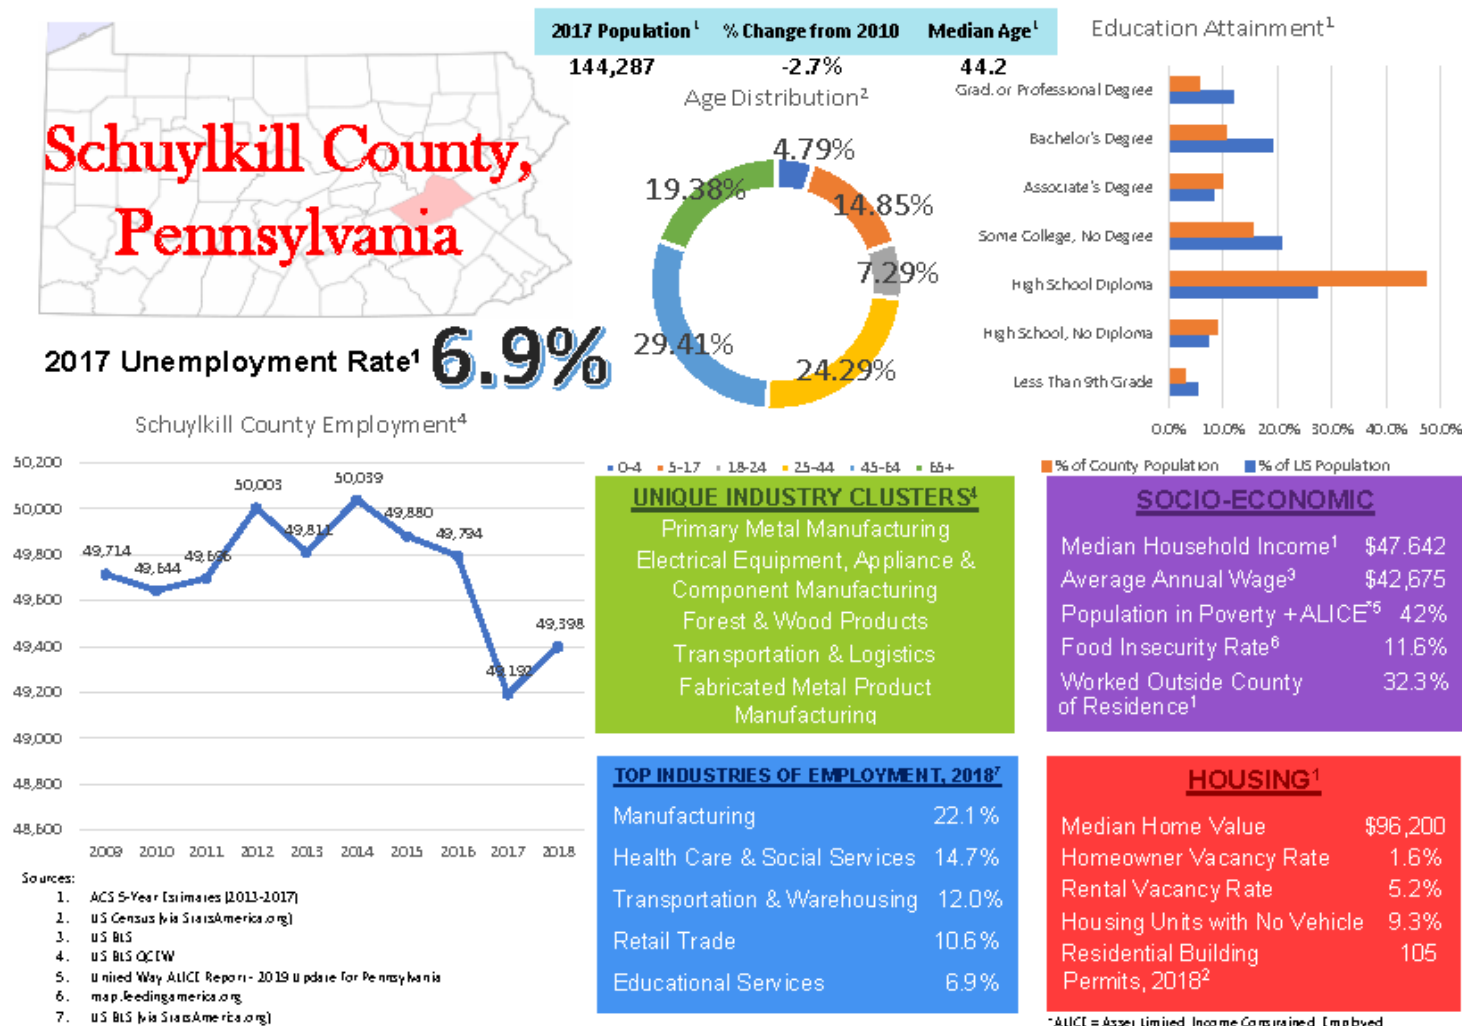 Schuylkill County,
Pennsylvania
2017 Unemployment Rate¹ 6.9%
2017 Population¹ % Change from 2010 Median Age¹
144,287 -2.7% 44.2
Age Distribution²
4.79%
14.85%
7.29%
24.29%
29.41%
19.38%
0-4 5-17 18-24 25-44 45-64 65+
Education Attainment¹
Grad. or Professional Degree
Bachelor's Degree
Associate's Degree
Some College, No Degree
High School Diploma
High School, No Diploma
Less Than 9th Grade
0.0% 10.0% 20.0% 30.0% 40.0% 50.0%
% of County Population % of US Population
Schuylkill County Employment⁴
50,200
50,000
49,800
49,600
49,400
49,200
49,000
48,800
48,600
49,714
49,644
50,003
49,811
50,039
49,880
49,794
49,192
49,398
2009 2010 2011 2012 2013 2014 2015 2016 2017 2018
UNIQUE INDUSTRY CLUSTERS⁴
Primary Metal Manufacturing
Electrical Equipment, Appliance &
Component Manufacturing
Forest & Wood Products
Transportation & Logistics
Fabricated Metal Product
Manufacturing
SOCIO-ECONOMIC
Median Household Income¹ $47.642
Average Annual Wage³ $42,675
Population in Poverty + ALICE*⁵ 42%
Food Insecurity Rate⁶ 11.6%
Worked Outside County 32.3%
of Residence¹
TOP INDUSTRIES OF EMPLOYMENT, 2018⁷
Manufacturing 22.1%
Health Care & Social Services 14.7%
Transportation & Warehousing 12.0%
Retail Trade 10.6%
Educational Services 6.9%
HOUSING¹
Median Home Value $96,200
Homeowner Vacancy Rate 1.6%
Rental Vacancy Rate 5.2%
Housing Units with No Vehicle 9.3%
Residential Building 105
Permits, 2018²
Sources:
1. ACS 5-Year Estimates (2013-2017)
2. US Census (via StatsAmerica.org)
3. US BLS
4. US BLS QCEW
5. United Way ALICE Report - 2019 Update for Pennsylvania
6. map.feedingamerica.org
7. US BLS (via StatsAmerica.org)
*ALICE = Asset Limited, Income Constrained, Employed